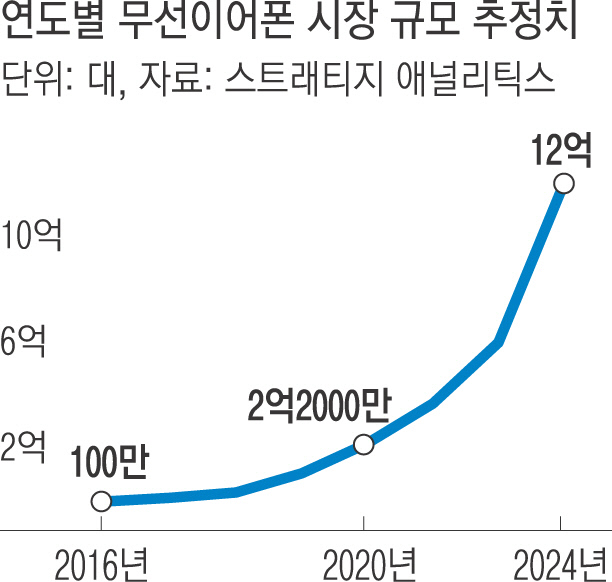 연도별 무선이어폰 시장 규모 추정치
단위: 대, 자료: 스트래티지 애널리틱스
12억
10억
6억
2억2000만
2억
100만
2016년
2020년
2024년